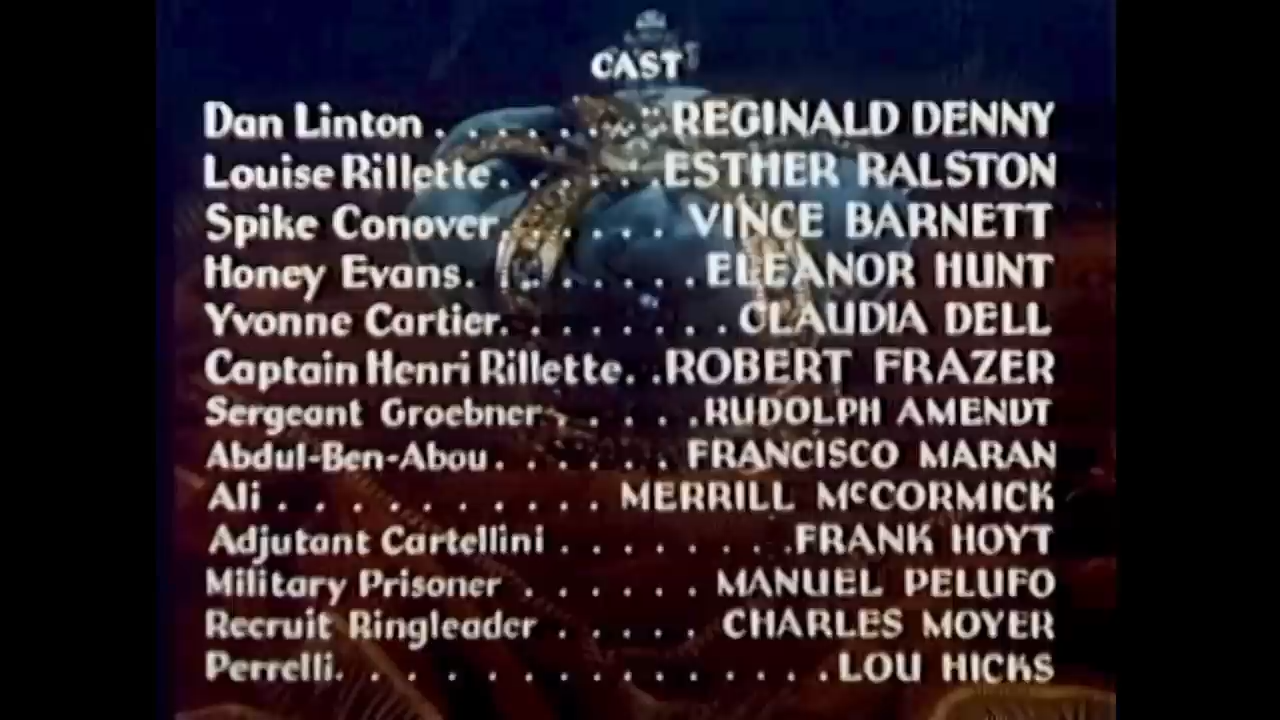 CAST
Dan Linton . . . . . . . . . REGINALD DENNY
Louise Rillette . . . . . . . ESTHER RALSTON
Spike Conover . . . . . . . VINCE BARNETT
Honey Evans . . . . . . . . ELEANOR HUNT
Yvonne Cartier . . . . . . . . CLAUDIA DELL
Captain Henri Rillette . . ROBERT FRAZER
Sergeant Groebner . . . . . . RUDOLPH AMENDT
Abdul-Ben-Abou . . . . . . . FRANCISCO MARAN
Ali . . . . . . . . . . . MERRILL McCORMICK
Adjutant Cartellini . . . . . . . . . FRANK HOYT
Military Prisoner . . . . . . MANUEL PELUFO
Recruit Ringleader . . . . . CHARLES MOYER
Perrelli . . . . . . . . . . . . . . . LOU HICKS